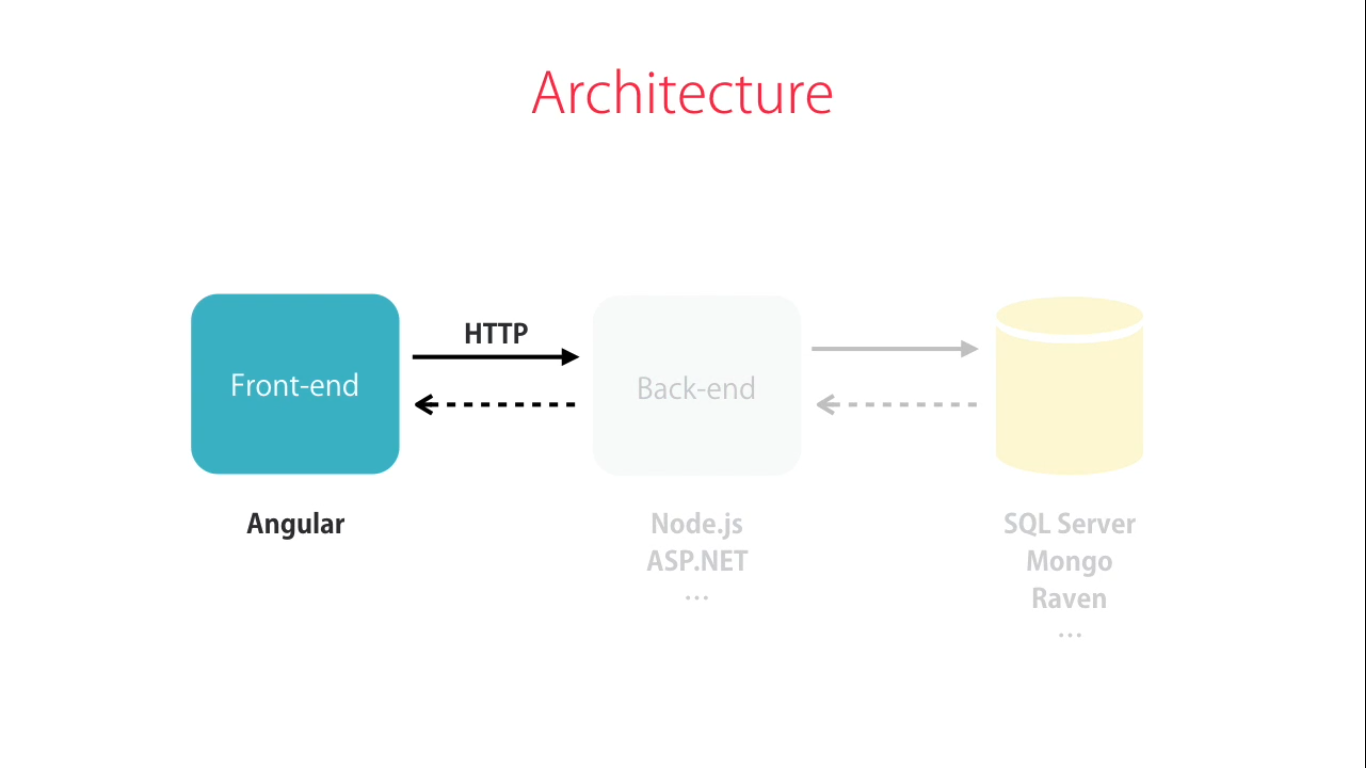 Architecture
HTTP
Front-end
Back-end
Angular
Node.js
ASP.NET
...
SQL Server
Mongo
Raven
...